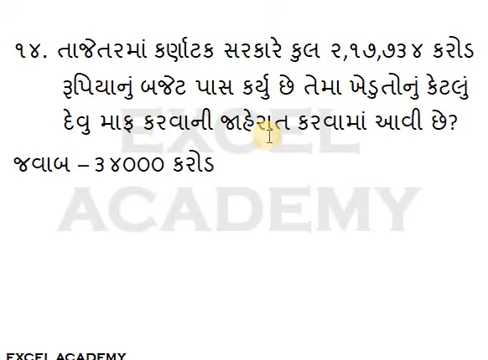 ૧૪. તાજેતરમાં કર્ણાટક સરકારે કુલ ૨,૧૭,૭૩૪ કરોડ
રૂપિયાનું બજેટ પાસ કર્યુ છે તેમા ખેડુતોનું કેટલું
દેવુ માફ કરવાની જાહેરાત કરવામાં આવી છે?
જવાબ – ૩૪૦૦૦ કરોડ
EXCEL
ACADEMY
EXCEL ACADEMY